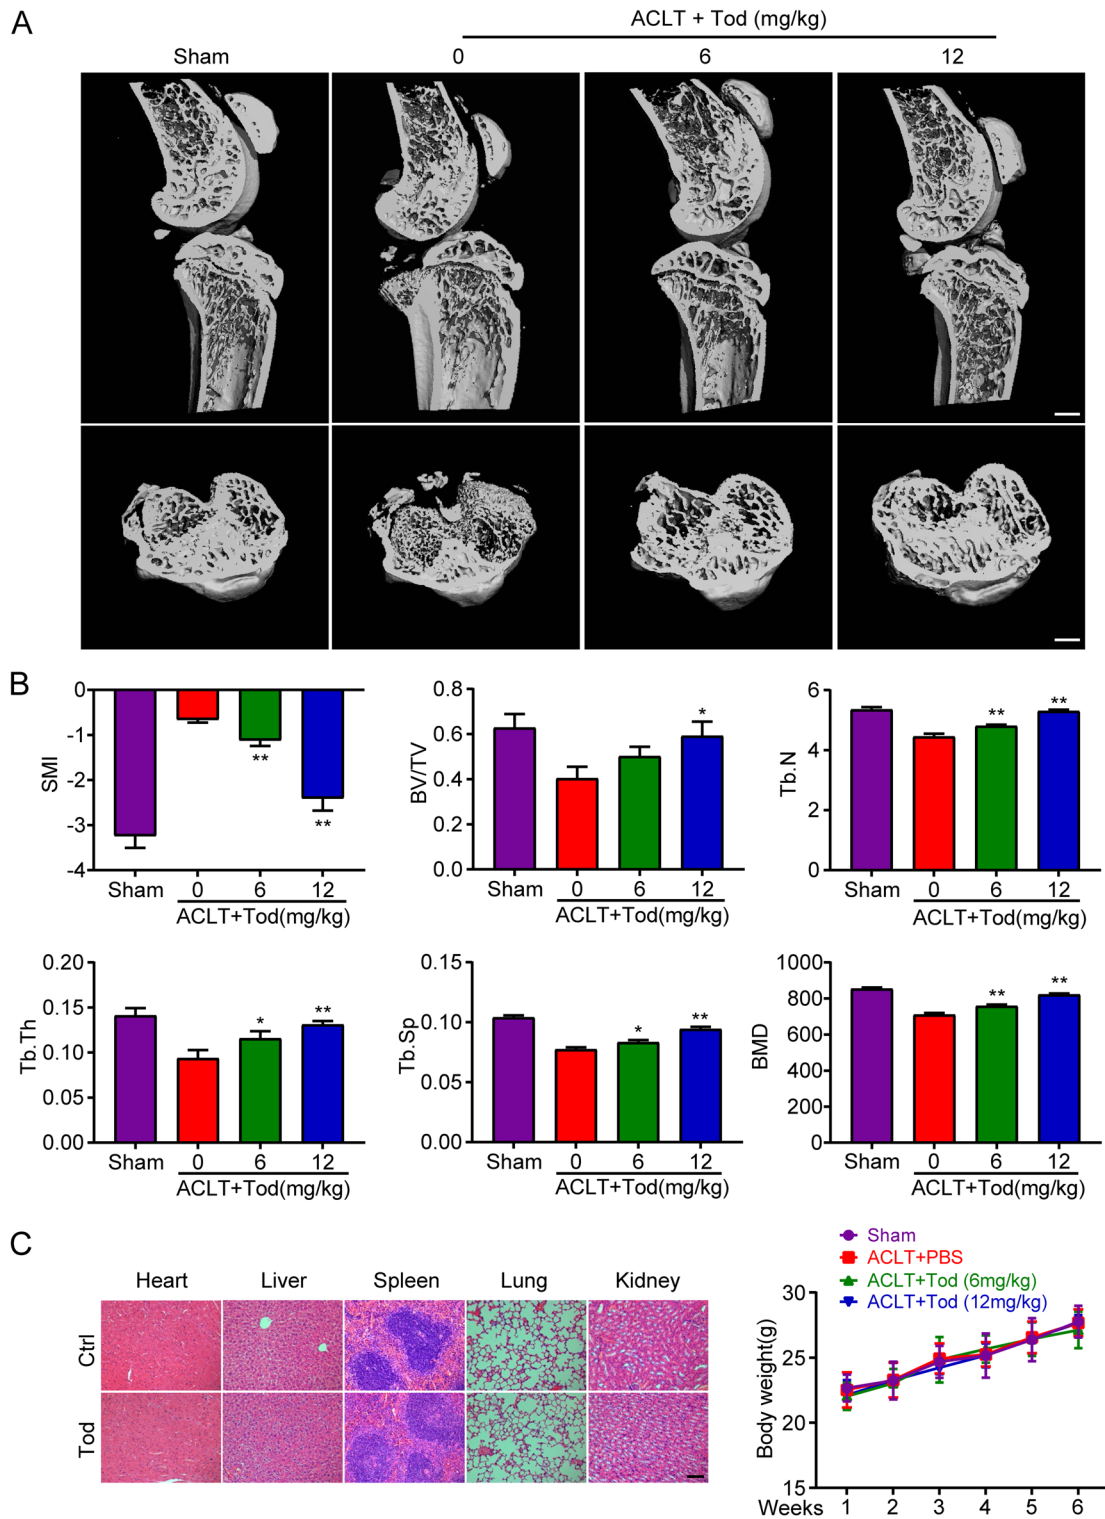 A
ACLT + Tod (mg/kg)
Sham 0 6 12
B
0
-1
-2
-3
-4
SMI
Sham 0 6 12
ACLT+Tod(mg/kg)
** **
0.8
0.6
0.4
0.2
0.0
BV/TV
Sham 0 6 12
ACLT+Tod(mg/kg)
*
6
4
2
0
Tb.N
Sham 0 6 12
ACLT+Tod(mg/kg)
** **
0.20
0.15
0.10
0.05
0.00
Tb.Th
Sham 0 6 12
ACLT+Tod(mg/kg)
* **
0.15
0.10
0.05
0.00
Tb.Sp
Sham 0 6 12
ACLT+Tod(mg/kg)
* **
1000
800
600
400
200
0
BMD
Sham 0 6 12
ACLT+Tod(mg/kg)
** **
C
Heart Liver Spleen Lung Kidney
Ctrl
Tod
Sham
ACLT+PBS
ACLT+Tod (6mg/kg)
ACLT+Tod (12mg/kg)
30
25
20
15
Body weight(g)
Weeks 1 2 3 4 5 6